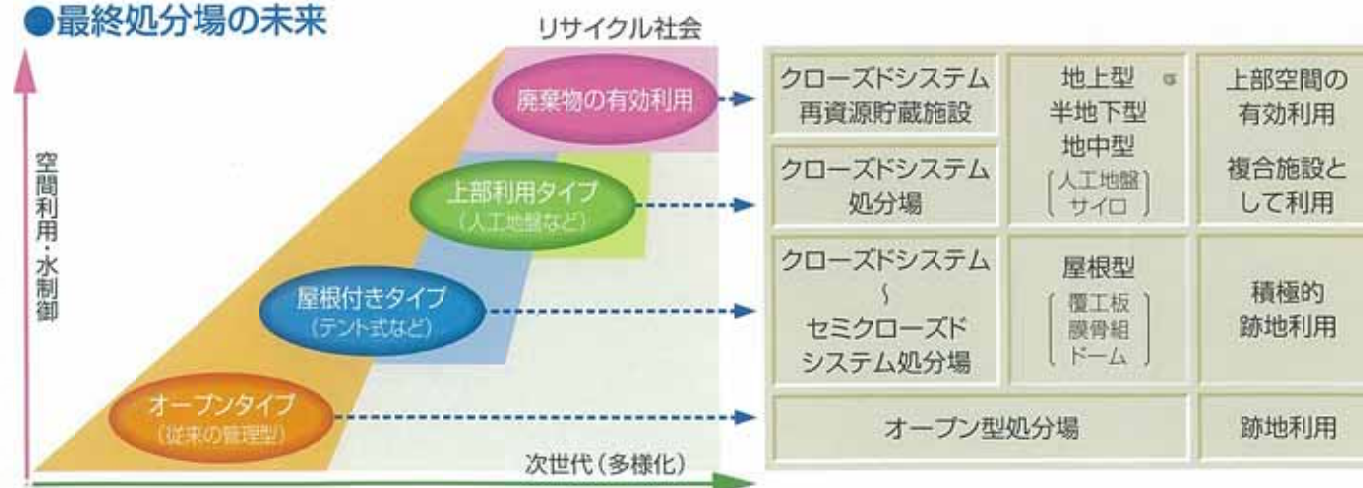 ●最終処分場の未来
リサイクル社会
空間利用・水制御
廃棄物の有効利用
上部利用タイプ
(人工地盤など)
屋根付きタイプ
(テント式など)
オープンタイプ
(従来の管理型)
次世代(多様化)
クローズドシステム
再資源貯蔵施設
クローズドシステム
処分場
クローズドシステム
〜
セミクローズド
システム処分場
地上型
半地下型
地中型
人工地盤
サイロ
屋根型
覆工板
膜骨組
ドーム
オープン型処分場
上部空間の
有効利用
複合施設と
して利用
積極的
跡地利用
跡地利用